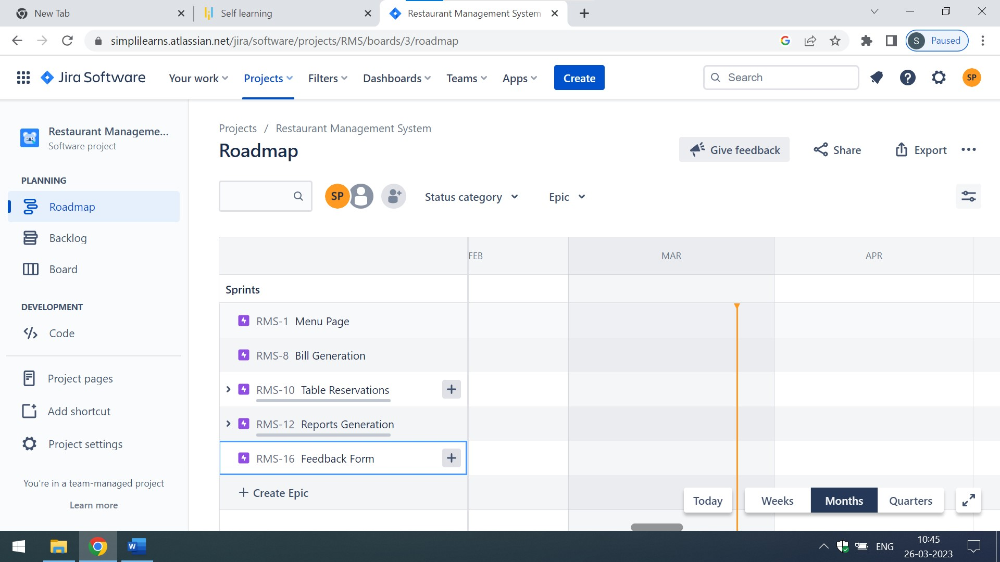 New Tab
Self learning
Restaurant Management System
simplilearns.atlassian.net/jira/software/projects/RMS/boards/3/roadmap
S Paused
Jira Software
Your work
Projects
Filters
Dashboards
Teams
Apps
Create
Search
SP
Restaurant Manageme...
Software project
PLANNING
Roadmap
Backlog
Board
DEVELOPMENT
Code
Project pages
Add shortcut
Project settings
You're in a team-managed project
Learn more
Projects / Restaurant Management System
Roadmap
Give feedback
Share
Export
SP
Status category
Epic
FEB
MAR
APR
Sprints
RMS-1 Menu Page
RMS-8 Bill Generation
RMS-10 Table Reservations
RMS-12 Reports Generation
RMS-16 Feedback Form
+ Create Epic
Today
Weeks
Months
Quarters
W
ENG
10:45
26-03-2023